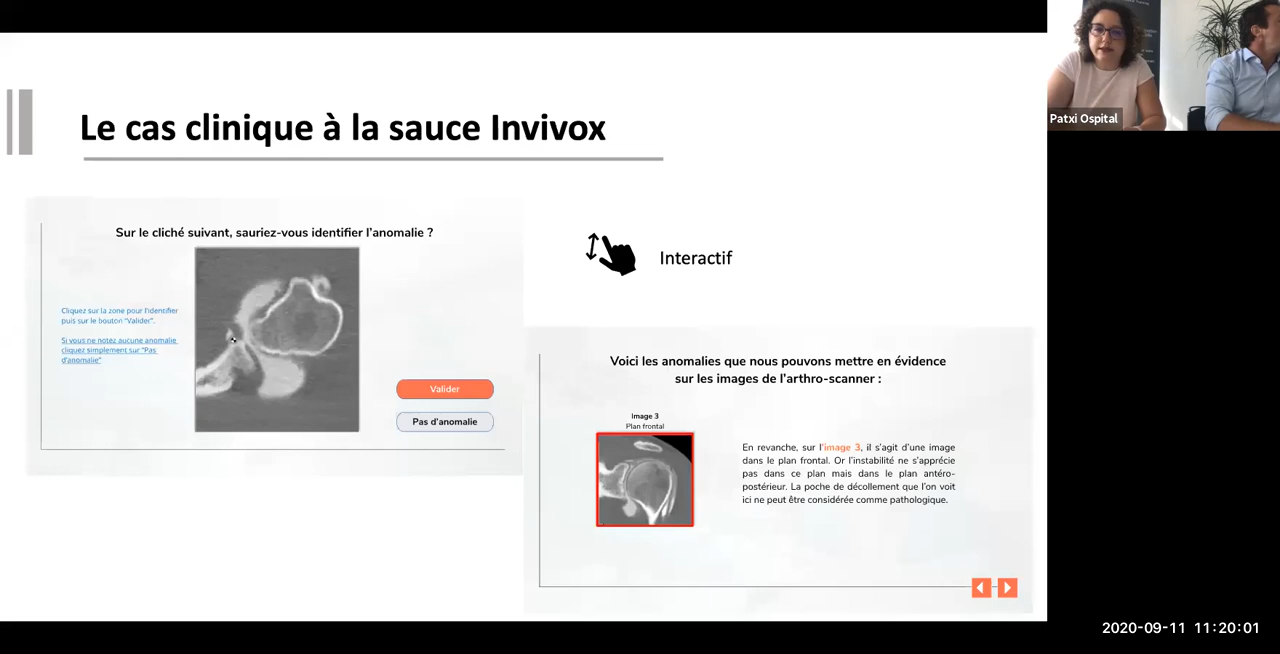 Le cas clinique à la sauce Invivox
Sur le cliché suivant, sauriez-vous identifier l'anomalie ?
Cliquez sur la zone pour l'identifier
puis sur le bouton "Valider".
Si vous ne notez aucune anomalie
cliquez simplement sur "Pas
d'anomalie"
Valider
Pas d'anomalie
Interactif
Voici les anomalies que nous pouvons mettre en évidence
sur les images de l'arthro-scanner :
Image 3
Plan frontal
En revanche, sur l'image 3, il s'agit d'une image
dans le plan frontal. Or l'instabilité ne s'apprécie
pas dans ce plan mais dans le plan antéro-
postérieur. La poche de décollement que l'on voit
ici ne peut être considérée comme pathologique.
Patxi Ospital
2020-09-11 11:20:01